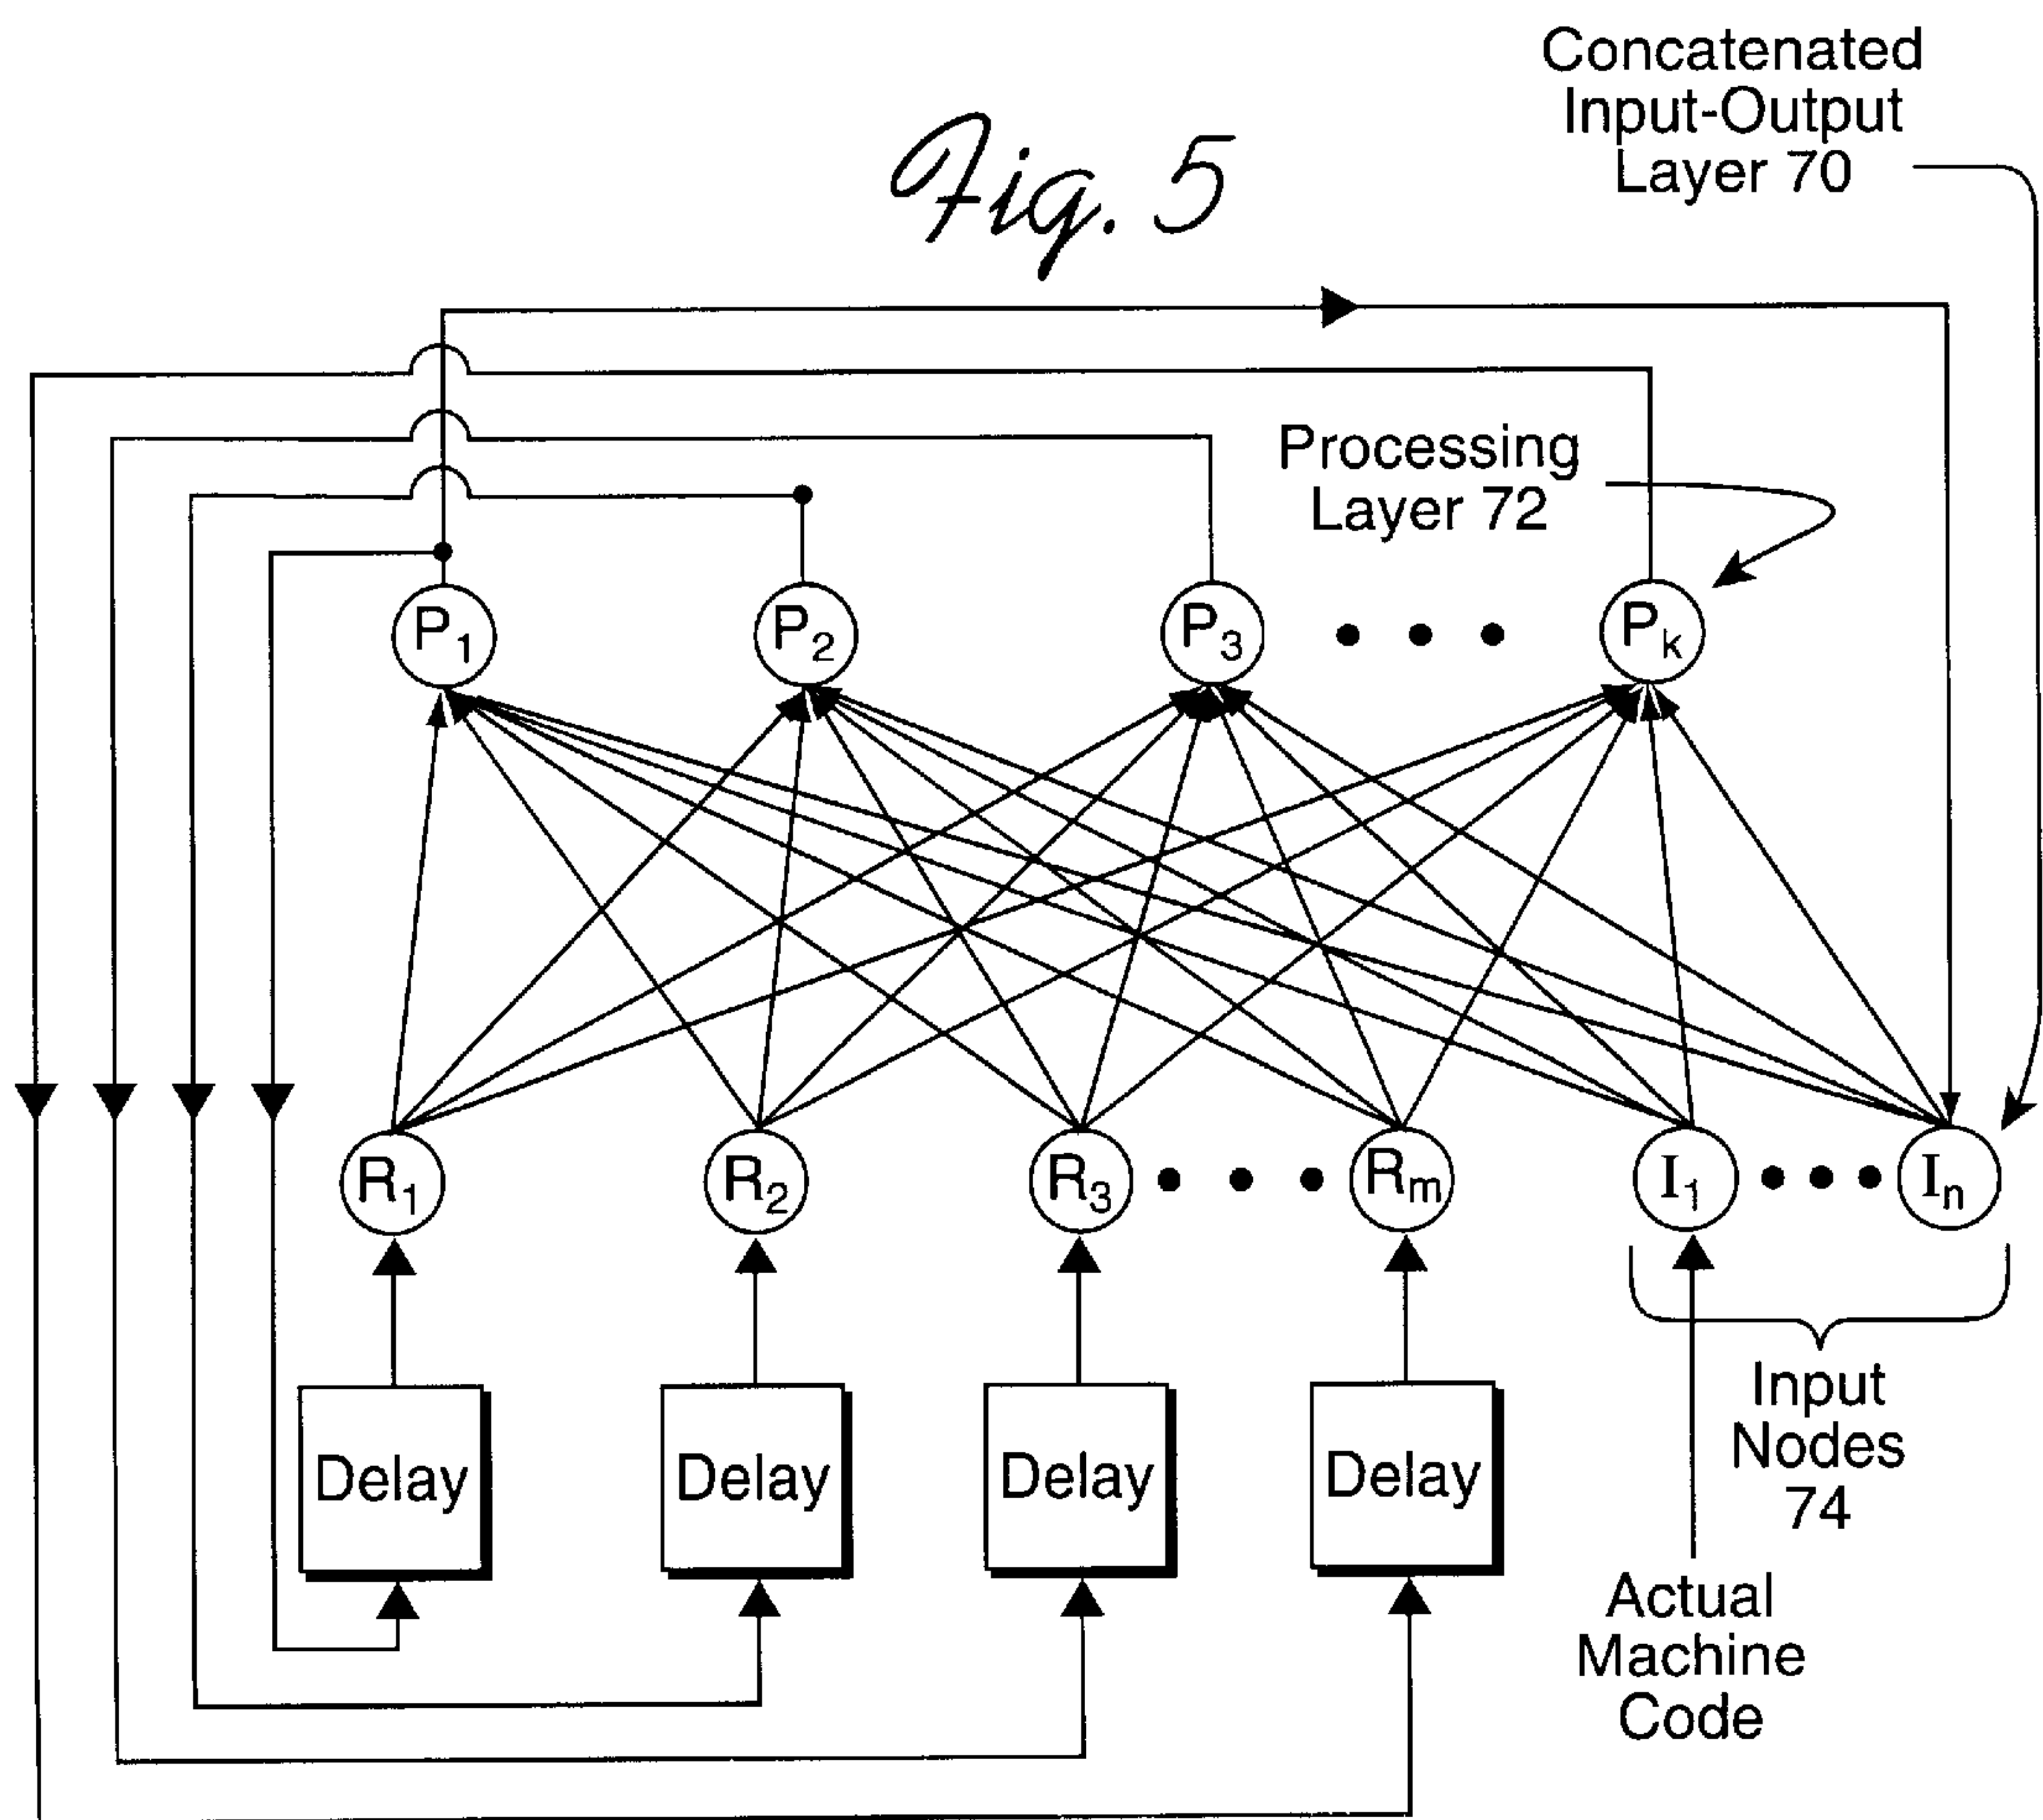 Concatenated
Input-Output
Layer 70
Fig. 5
Processing
Layer 72
P1
P2
P3
Pk
R1
R2
R3
Rm
I1
In
Delay
Delay
Delay
Delay
Input
Nodes
74
Actual
Machine
Code